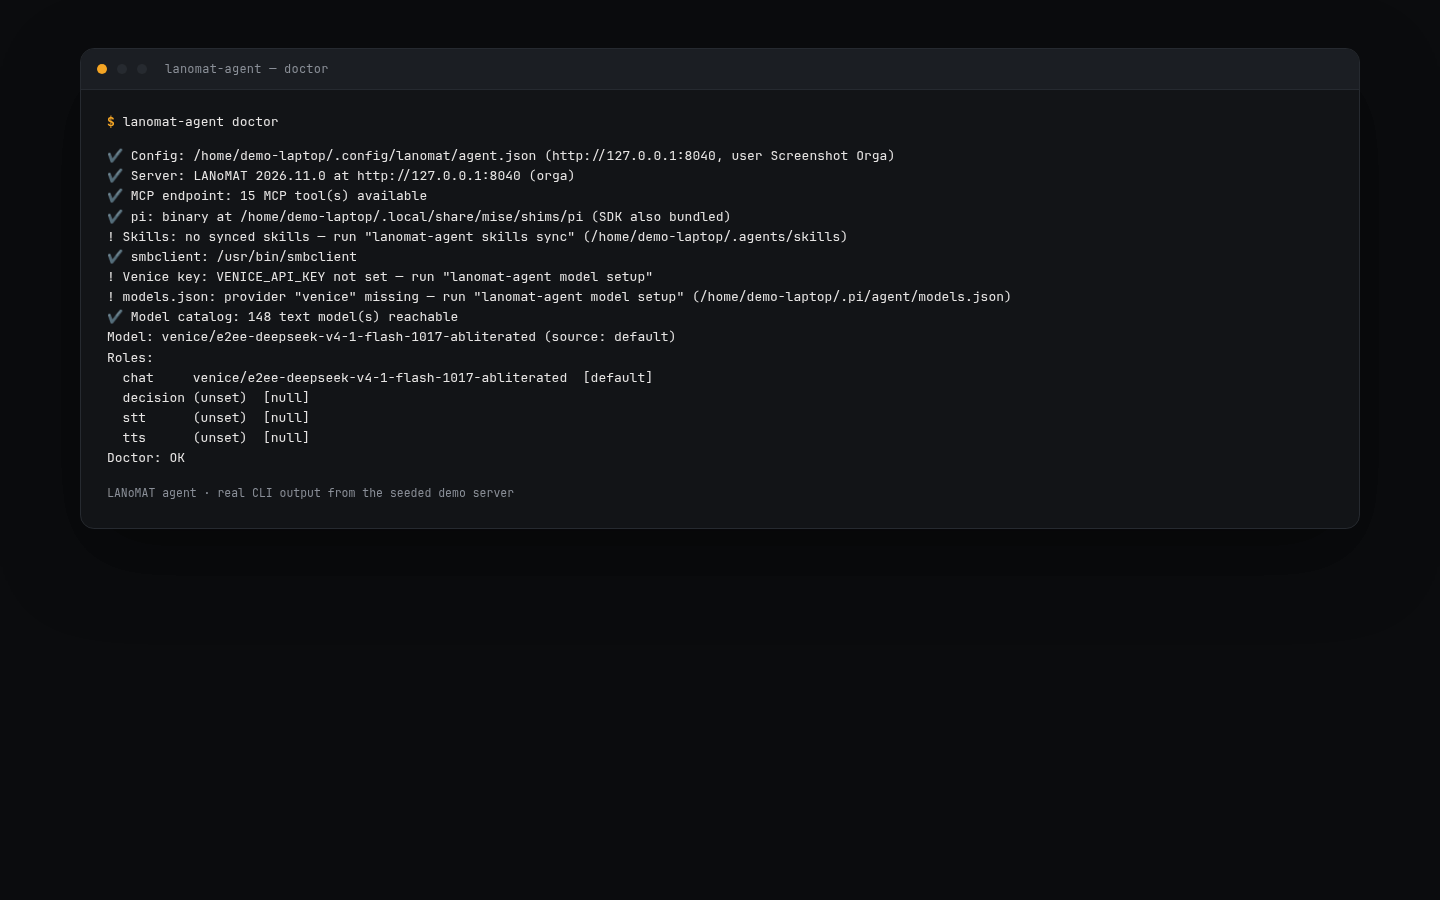 lanomat-agent — doctor
$ lanomat-agent doctor
✔ Config: /home/demo-laptop/.config/lanomat/agent.json (http://127.0.0.1:8040, user Screenshot Orga)
✔ Server: LANoMAT 2026.11.0 at http://127.0.0.1:8040 (orga)
✔ MCP endpoint: 15 MCP tool(s) available
✔ pi: binary at /home/demo-laptop/.local/share/mise/shims/pi (SDK also bundled)
! Skills: no synced skills — run "lanomat-agent skills sync" (/home/demo-laptop/.agents/skills)
✔ smbclient: /usr/bin/smbclient
! Venice key: VENICE_API_KEY not set — run "lanomat-agent model setup"
! models.json: provider "venice" missing — run "lanomat-agent model setup" (/home/demo-laptop/.pi/agent/models.json)
✔ Model catalog: 148 text model(s) reachable
Model: venice/e2ee-deepseek-v4-1-flash-1017-abliterated (source: default)
Roles:
  chat     venice/e2ee-deepseek-v4-1-flash-1017-abliterated  [default]
  decision (unset)  [null]
  stt      (unset)  [null]
  tts      (unset)  [null]
Doctor: OK
LANoMAT agent · real CLI output from the seeded demo server